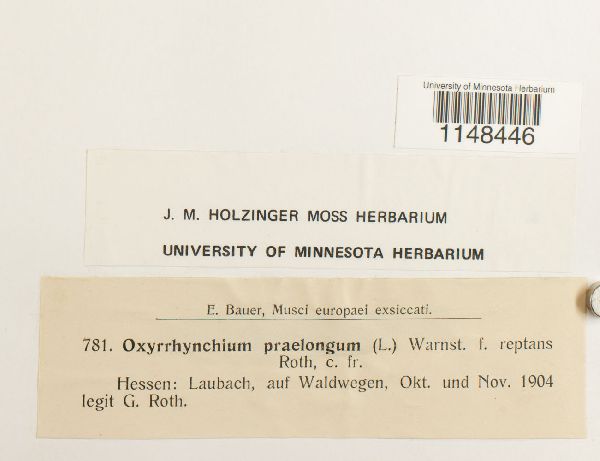 University of Minnesota Herbarium
1148446
J. M. HOLZINGER MOSS HERBARIUM
UNIVERSITY OF MINNESOTA HERBARIUM
E. Bauer, Musci europaei exsiccati.
781. Oxyrrhynchium praelongum (L.) Warnst. f. reptans
Roth, c. fr.
Hessen: Laubach, auf Waldwegen, Okt. und Nov. 1904
legit G. Roth.